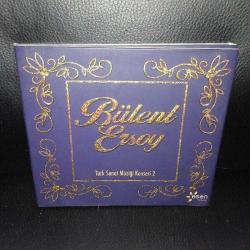 Bülent
Ersoy
Türk Sanat Müziği Konseri 2
esen